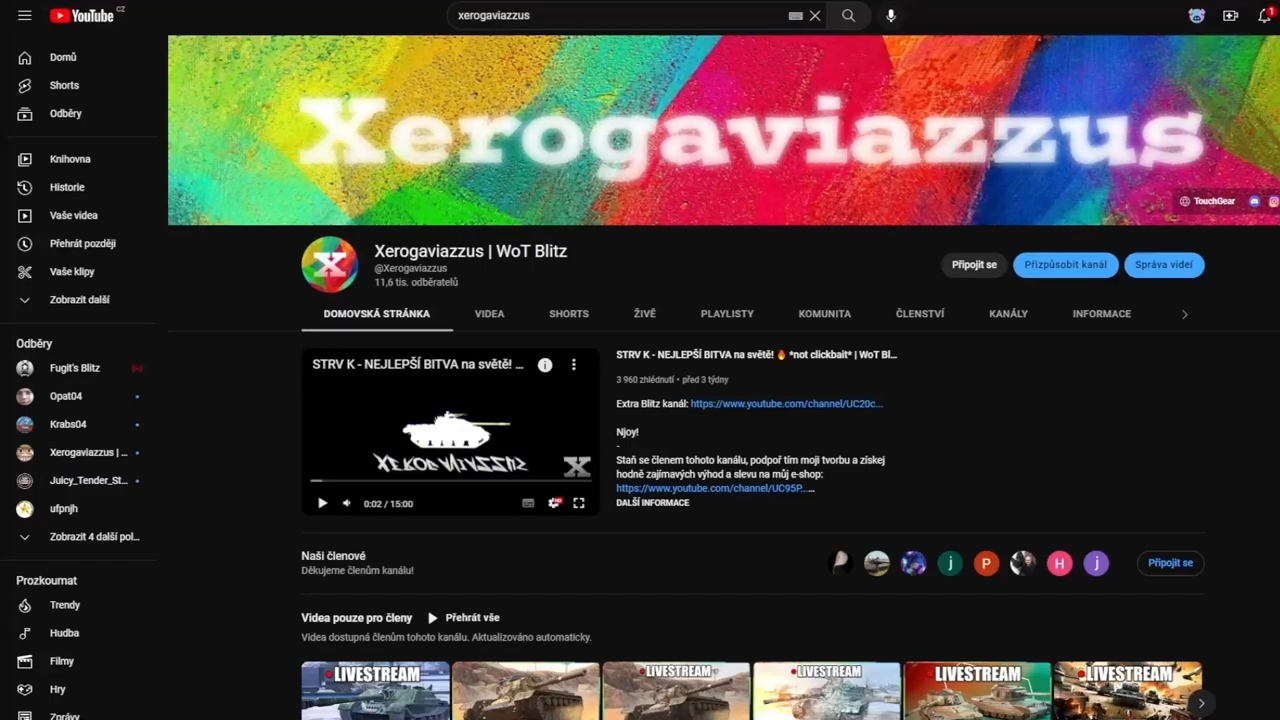 YouTube CZ
xerogaviazzus
1
Domů
Shorts
Odběry
Knihovna
Historie
Vaše videa
Přehrát později
Vaše klipy
Zobrazit další
Odběry
Fugit's Blitz
Opat04
Krabs04
Xerogaviazzus | ...
Juicy_Tender_St...
ufpnjh
Zobrazit 4 další pol...
Prozkoumat
Trendy
Hudba
Filmy
Hry
Zprávy
Xerogaviazzus
TouchGear
X
Xerogaviazzus | WoT Blitz
@Xerogaviazzus
11,6 tis. odběratelů
Připojit se
Přizpůsobit kanál
Správa videí
DOMOVSKÁ STRÁNKA
VIDEA
SHORTS
ŽIVĚ
PLAYLISTY
KOMUNITA
ČLENSTVÍ
KANÁLY
INFORMACE
STRV K - NEJLEPŠÍ BITVA na světě! ...
XEROGAVIAZZUS
X
0:02 / 15:00
STRV K - NEJLEPŠÍ BITVA na světě! 🔥 *not clickbait* | WoT Bl...
3 960 zhlédnutí • před 3 týdny
Extra Blitz kanál: https://www.youtube.com/channel/UC20c...
Njoy!
-
Staň se členem tohoto kanálu, podpoř tím moji tvorbu a získej
hodně zajímavých výhod a slevu na můj e-shop:
https://www.youtube.com/channel/UC95P...…
DALŠÍ INFORMACE
Naši členové
Děkujeme členům kanálu!
j
P
H
j
Připojit se
Videa pouze pro členy
Přehrát vše
Videa dostupná členům tohoto kanálu. Aktualizováno automaticky.
LIVESTREAM
LIVESTREAM
LIVESTREAM
LIVESTREAM
LIVESTREAM